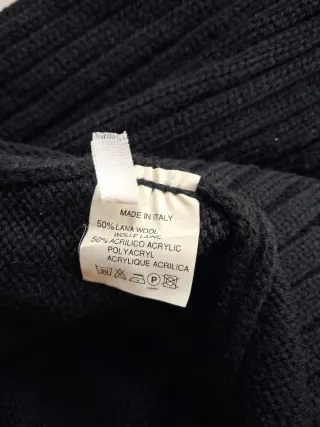 MADE IN ITALY
50% LANA WOOL
WOLLE LAINE
50% ACRILICO ACRYLIC
POLYACRYL
ACRYLIQUE ACRILICA
P